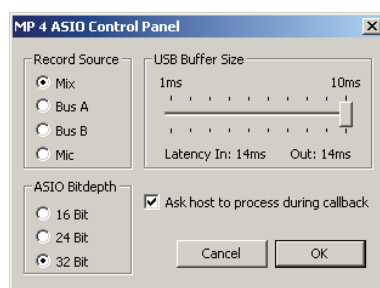 MP 4 ASIO Control Panel
Record Source
Mix
Bus A
Bus B
Mic
USB Buffer Size
1ms 10ms
Latency In: 14ms Out: 14ms
ASIO Bitdepth
16 Bit
24 Bit
32 Bit
Ask host to process during callback
Cancel OK